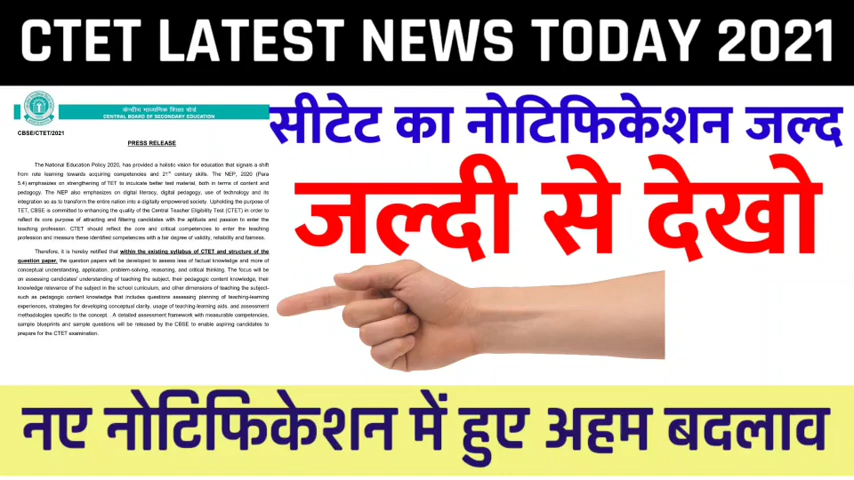 CTET LATEST NEWS TODAY 2021
केन्द्रीय माध्यमिक शिक्षा बोर्ड
CENTRAL BOARD OF SECONDARY EDUCATION
CBSE/CTET/2021
PRESS RELEASE
The National Education Policy 2020, has provided a holistic vision for education that signals a shift
from rote learning towards acquiring competencies and 21st century skills. The NEP, 2020 (Para
5.4) emphasizes on strengthening of TET to inculcate better test material, both in terms of content and
pedagogy. The NEP also emphasizes on digital literacy, digital pedagogy, use of technology and its
integration so as to transform the entire nation into a digitally empowered society. Upholding the purpose of
TET, CBSE is committed to enhancing the quality of the Central Teacher Eligibility Test (CTET) in order to
reflect its core purpose of attracting and filtering candidates with the aptitude and passion to enter the
teaching profession. CTET should reflect the core and critical competencies to enter the teaching
profession and measure these identified competencies with a fair degree of validity, reliability and fairness.
Therefore, it is hereby notified that within the existing syllabus of CTET and structure of the
question paper, the question papers will be developed to assess less of factual knowledge and more of
conceptual understanding, application, problem-solving, reasoning, and critical thinking. The focus will be
on assessing candidates' understanding of teaching the subject, their pedagogic content knowledge, their
knowledge relevance of the subject in the school curriculum, and other dimensions of teaching the subject-
such as pedagogic content knowledge that includes questions assessing planning of teaching-learning
experiences, strategies for developing conceptual clarity, usage of teaching-learning aids, and assessment
methodologies specific to the concept. . A detailed assessment framework with measurable competencies,
sample blueprints and sample questions will be released by the CBSE to enable aspiring candidates to
prepare for the CTET examination.
सीटेट का नोटिफिकेशन जल्द
जल्दी से देखो
नए नोटिफिकेशन में हुए अहम बदलाव